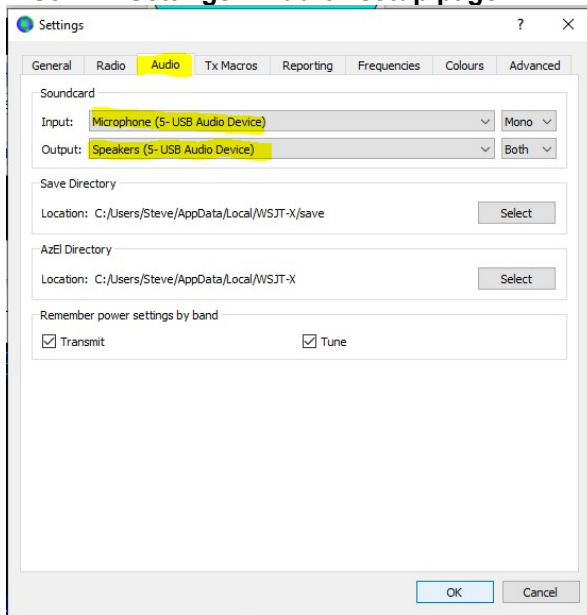 Settings ? ×
General Radio Audio Tx Macros Reporting Frequencies Colours Advanced
Soundcard
Input: Microphone (5- USB Audio Device) Mono
Output: Speakers (5- USB Audio Device) Both
Save Directory
Location: C:/Users/Steve/AppData/Local/WSJT-X/save Select
AzEl Directory
Location: C:/Users/Steve/AppData/Local/WSJT-X Select
Remember power settings by band
Transmit Tune
OK Cancel